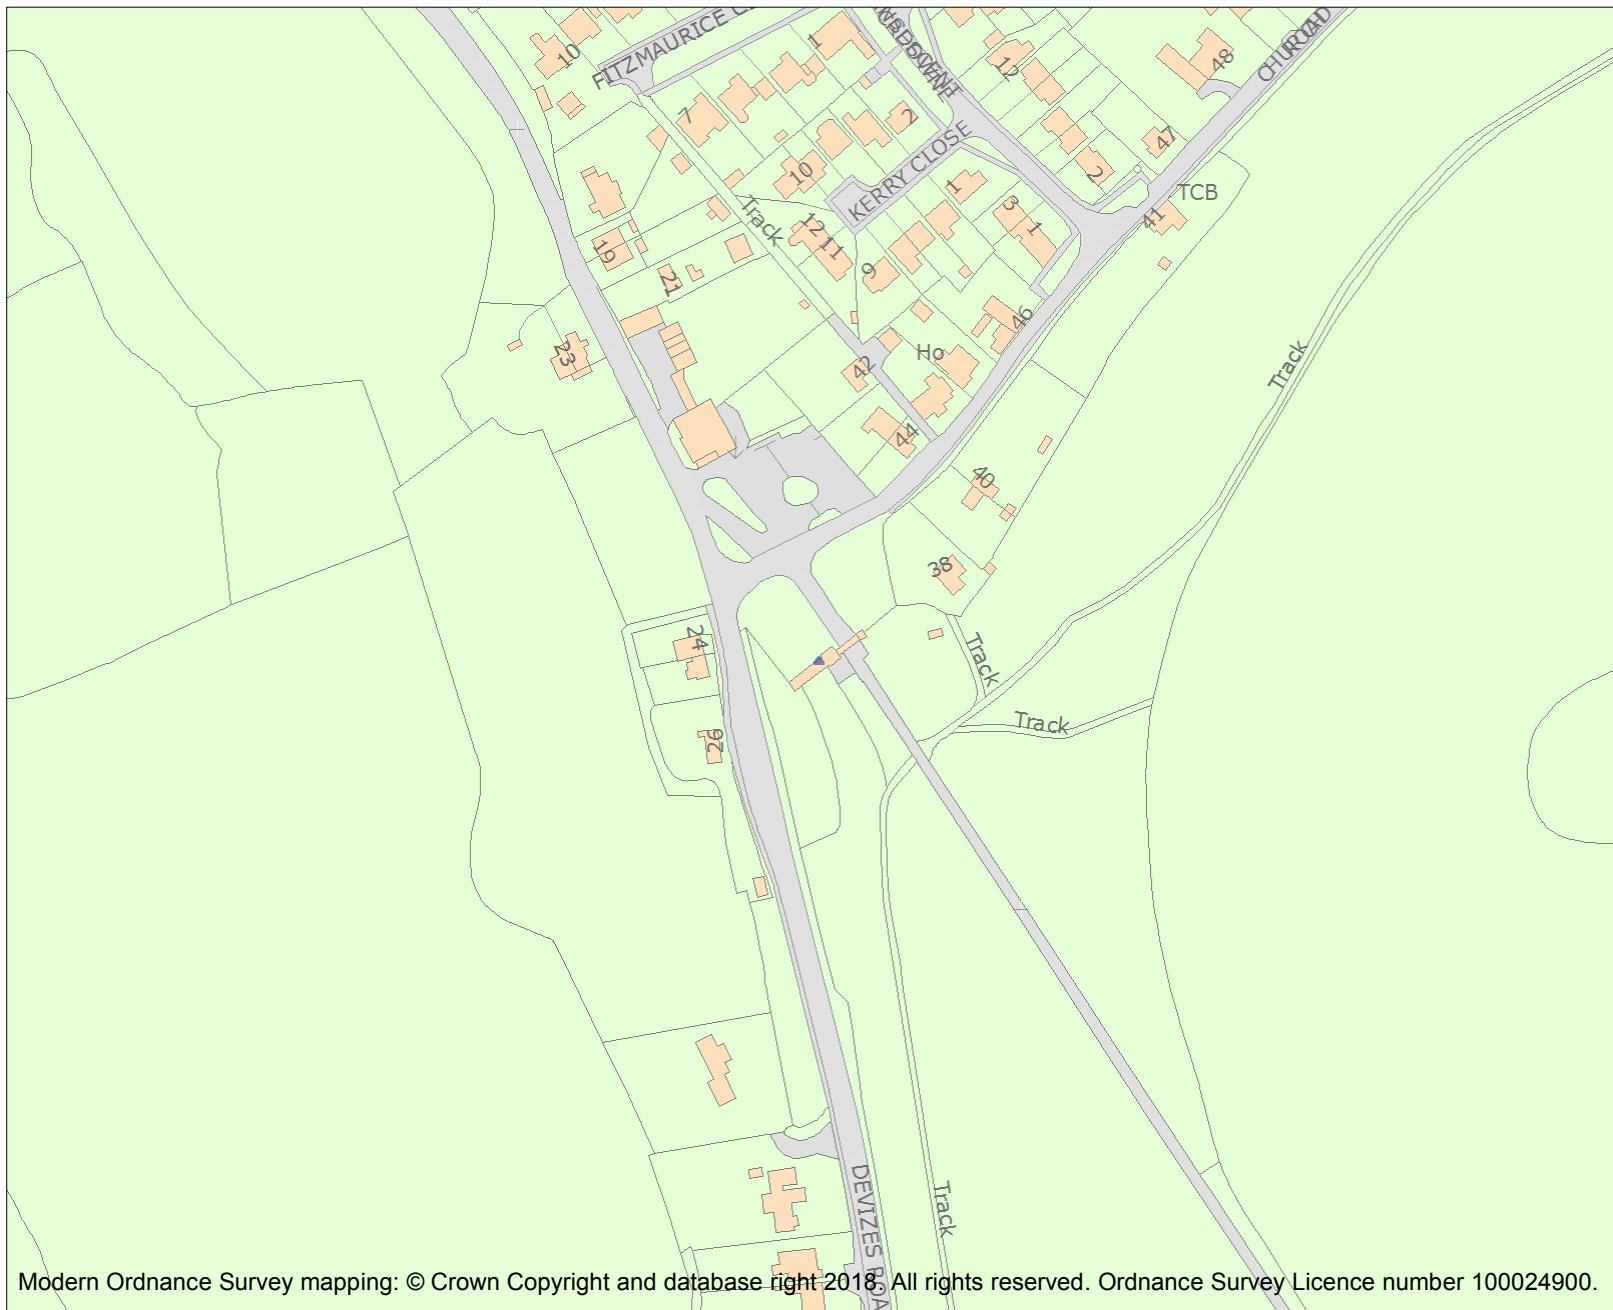 10
FITZMAURICE C
1
12
48
CHURCH
ROAD
7
2
47
10
KERRY CLOSE
2
1
TCB
Track
12
11
3
1
41
19
9
21
46
Track
23
Ho
42
44
40
38
24
Track
Track
26
Track
DEVIZES ROA
Modern Ordnance Survey mapping: © Crown Copyright and database right 2018. All rights reserved. Ordnance Survey Licence number 100024900.